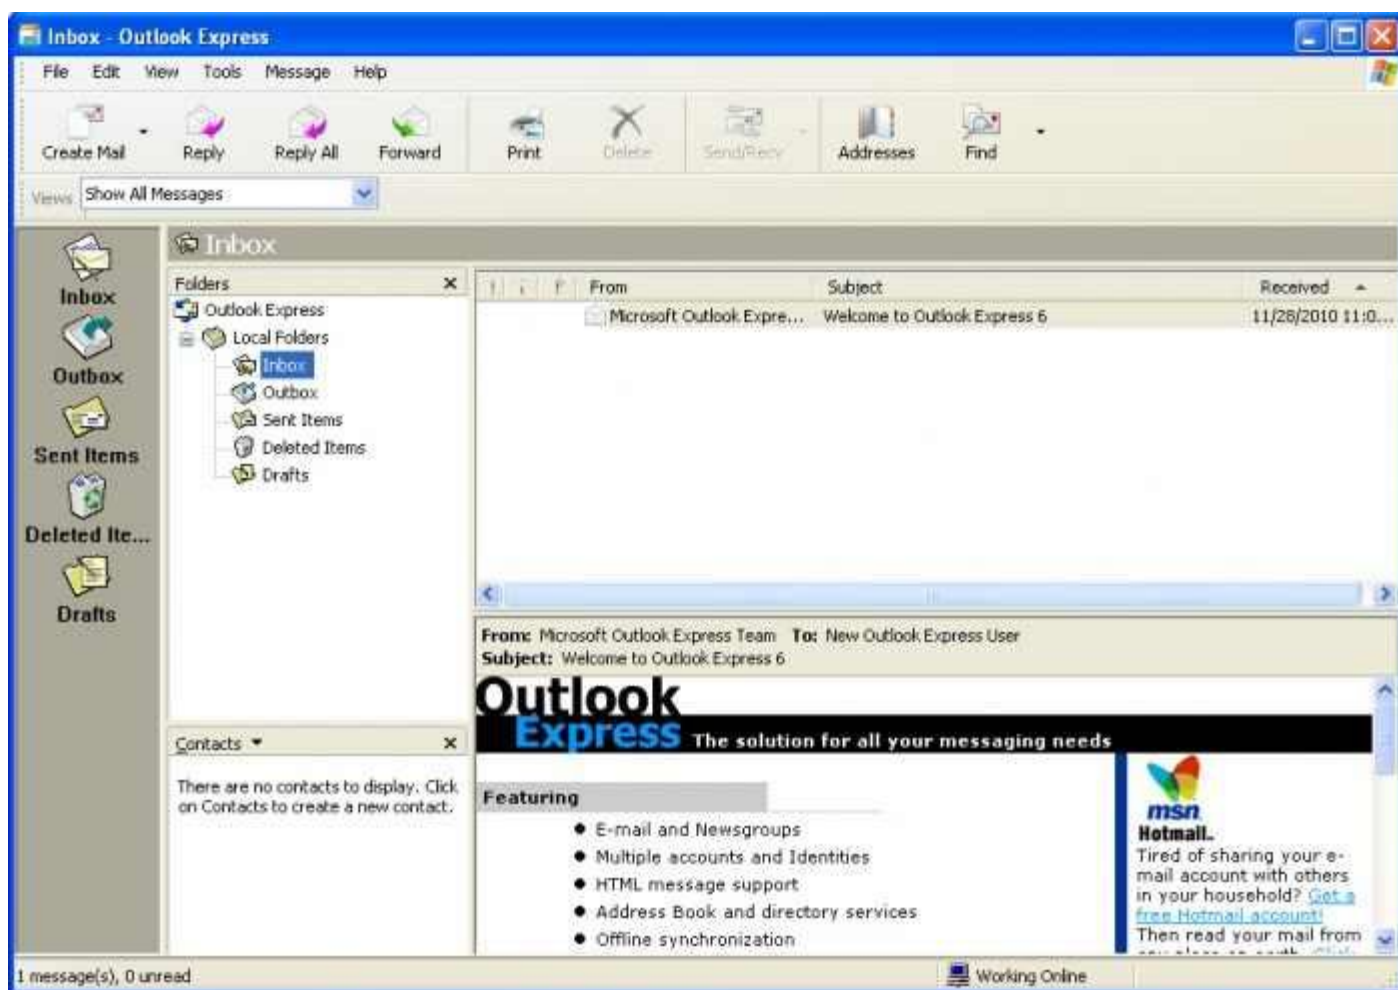 Inbox - Outlook Express
File Edit View Tools Message Help
Create Mail Reply Reply All Forward Print Delete Send/Recv Addresses Find
Views Show All Messages
Inbox
Outbox
Sent Items
Deleted Ite...
Drafts
Inbox
Folders
Outlook Express
Local Folders
Inbox
Outbox
Sent Items
Deleted Items
Drafts
Contacts
There are no contacts to display. Click
on Contacts to create a new contact.
From Subject Received
Microsoft Outlook Expre... Welcome to Outlook Express 6 11/28/2010 11:0...
From: Microsoft Outlook Express Team To: New Outlook Express User
Subject: Welcome to Outlook Express 6
Outlook
Express The solution for all your messaging needs
Featuring
E-mail and Newsgroups
Multiple accounts and Identities
HTML message support
Address Book and directory services
Offline synchronization
msn
Hotmail
Tired of sharing your e-
mail account with others
in your household? Get a
free Hotmail account!
Then read your mail from
1 message(s), 0 unread Working Online